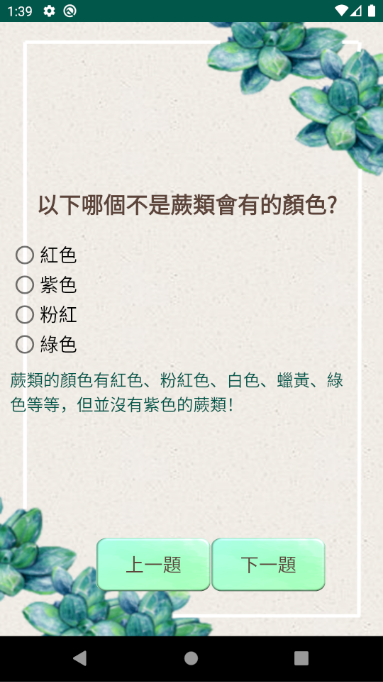 1:39
以下哪個不是蕨類會有的顏色?
紅色
紫色
粉紅
綠色
蕨類的顏色有紅色、粉紅色、白色、蠟黃、綠
色等等，但並沒有紫色的蕨類！
上一題
下一題